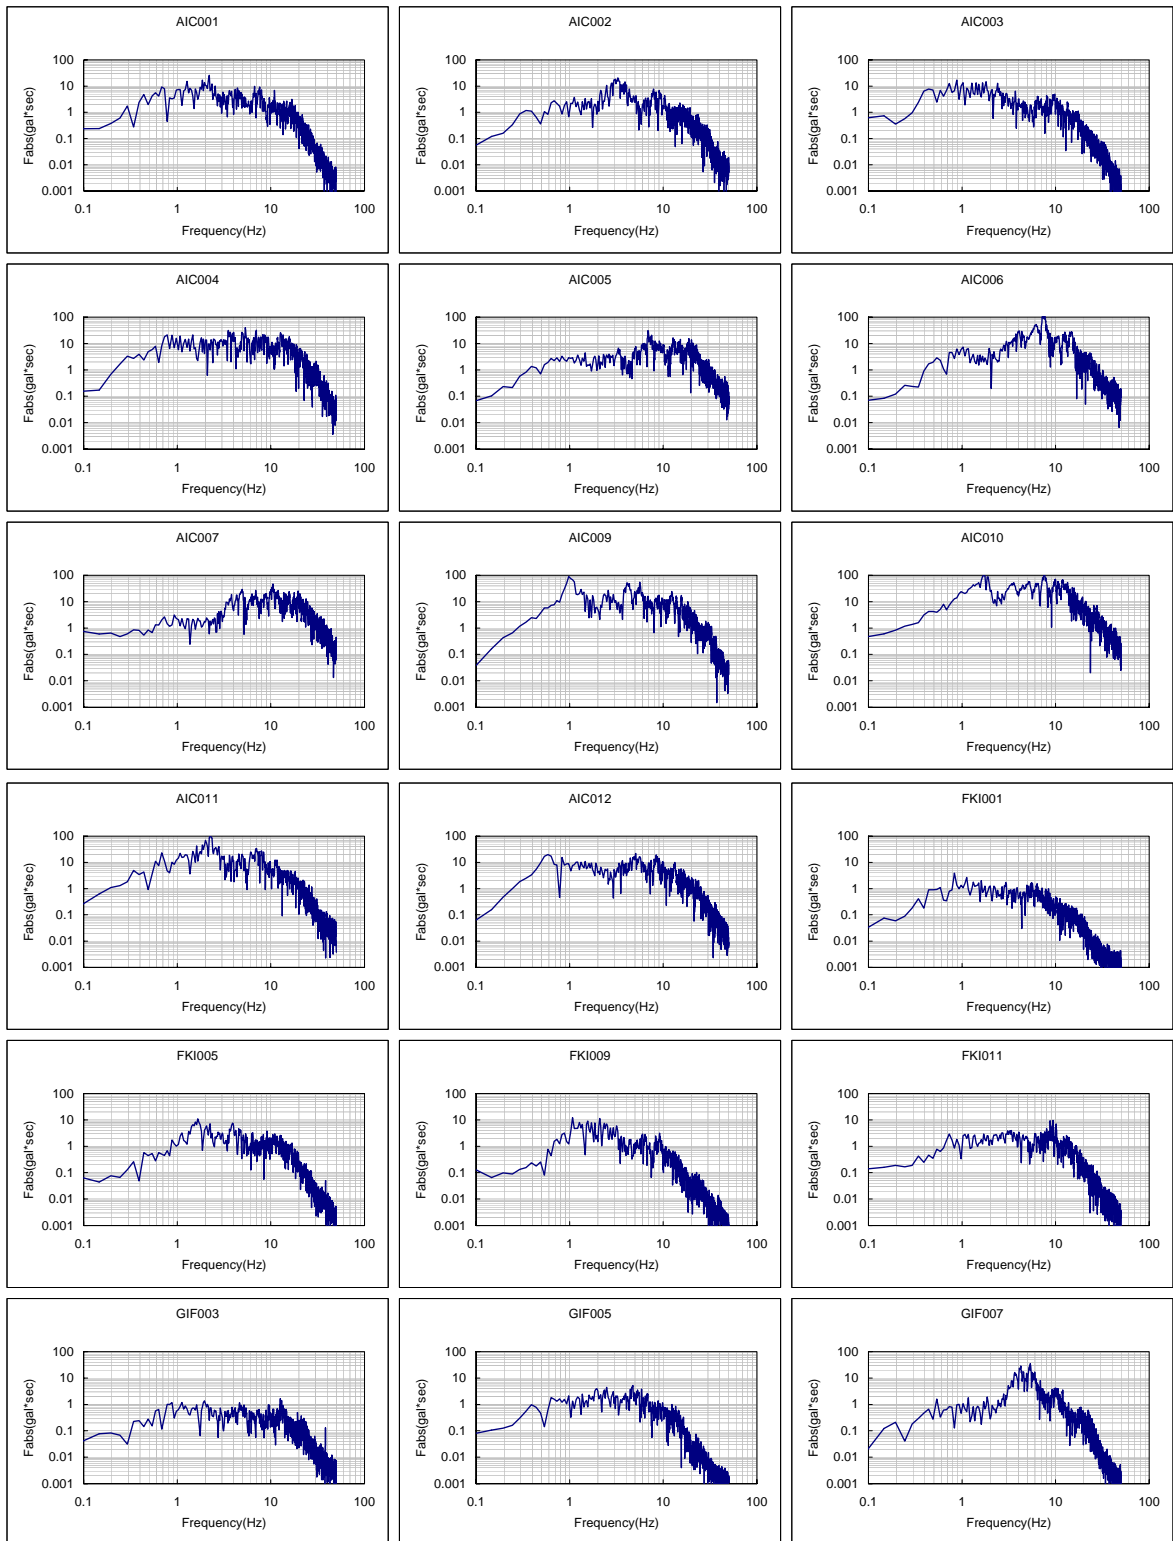 AIC001 AIC002 AIC003
100 100 100
10 10 10
1 1 1
0.1 0.1 0.1
0.01 0.01 0.01
0.001 0.001 0.001
Fabs(gal*sec) Fabs(gal*sec) Fabs(gal*sec)
0.1 1 10 100 0.1 1 10 100 0.1 1 10 100
Frequency(Hz) Frequency(Hz) Frequency(Hz)
AIC004 AIC005 AIC006
100 100 100
10 10 10
1 1 1
0.1 0.1 0.1
0.01 0.01 0.01
0.001 0.001 0.001
Fabs(gal*sec) Fabs(gal*sec) Fabs(gal*sec)
0.1 1 10 100 0.1 1 10 100 0.1 1 10 100
Frequency(Hz) Frequency(Hz) Frequency(Hz)
AIC007 AIC009 AIC010
100 100 100
10 10 10
1 1 1
0.1 0.1 0.1
0.01 0.01 0.01
0.001 0.001 0.001
Fabs(gal*sec) Fabs(gal*sec) Fabs(gal*sec)
0.1 1 10 100 0.1 1 10 100 0.1 1 10 100
Frequency(Hz) Frequency(Hz) Frequency(Hz)
AIC011 AIC012 FKI001
100 100 100
10 10 10
1 1 1
0.1 0.1 0.1
0.01 0.01 0.01
0.001 0.001 0.001
Fabs(gal*sec) Fabs(gal*sec) Fabs(gal*sec)
0.1 1 10 100 0.1 1 10 100 0.1 1 10 100
Frequency(Hz) Frequency(Hz) Frequency(Hz)
FKI005 FKI009 FKI011
100 100 100
10 10 10
1 1 1
0.1 0.1 0.1
0.01 0.01 0.01
0.001 0.001 0.001
Fabs(gal*sec) Fabs(gal*sec) Fabs(gal*sec)
0.1 1 10 100 0.1 1 10 100 0.1 1 10 100
Frequency(Hz) Frequency(Hz) Frequency(Hz)
GIF003 GIF005 GIF007
100 100 100
10 10 10
1 1 1
0.1 0.1 0.1
0.01 0.01 0.01
0.001 0.001 0.001
Fabs(gal*sec) Fabs(gal*sec) Fabs(gal*sec)
0.1 1 10 100 0.1 1 10 100 0.1 1 10 100
Frequency(Hz) Frequency(Hz) Frequency(Hz)